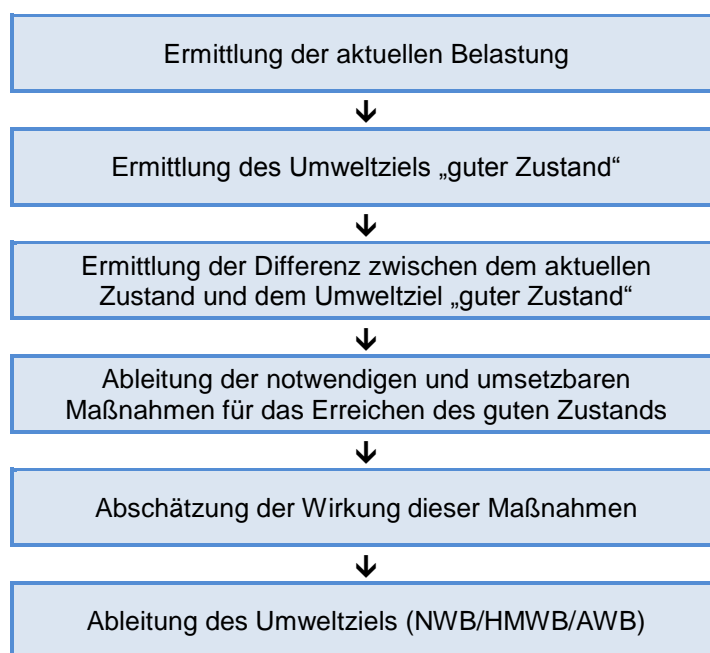 Ermittlung der aktuellen Belastung
Ermittlung des Umweltziels „guter Zustand“
Ermittlung der Differenz zwischen dem aktuellen
Zustand und dem Umweltziel „guter Zustand“
Ableitung der notwendigen und umsetzbaren
Maßnahmen für das Erreichen des guten Zustands
Abschätzung der Wirkung dieser Maßnahmen
Ableitung des Umweltziels (NWB/HMWB/AWB)